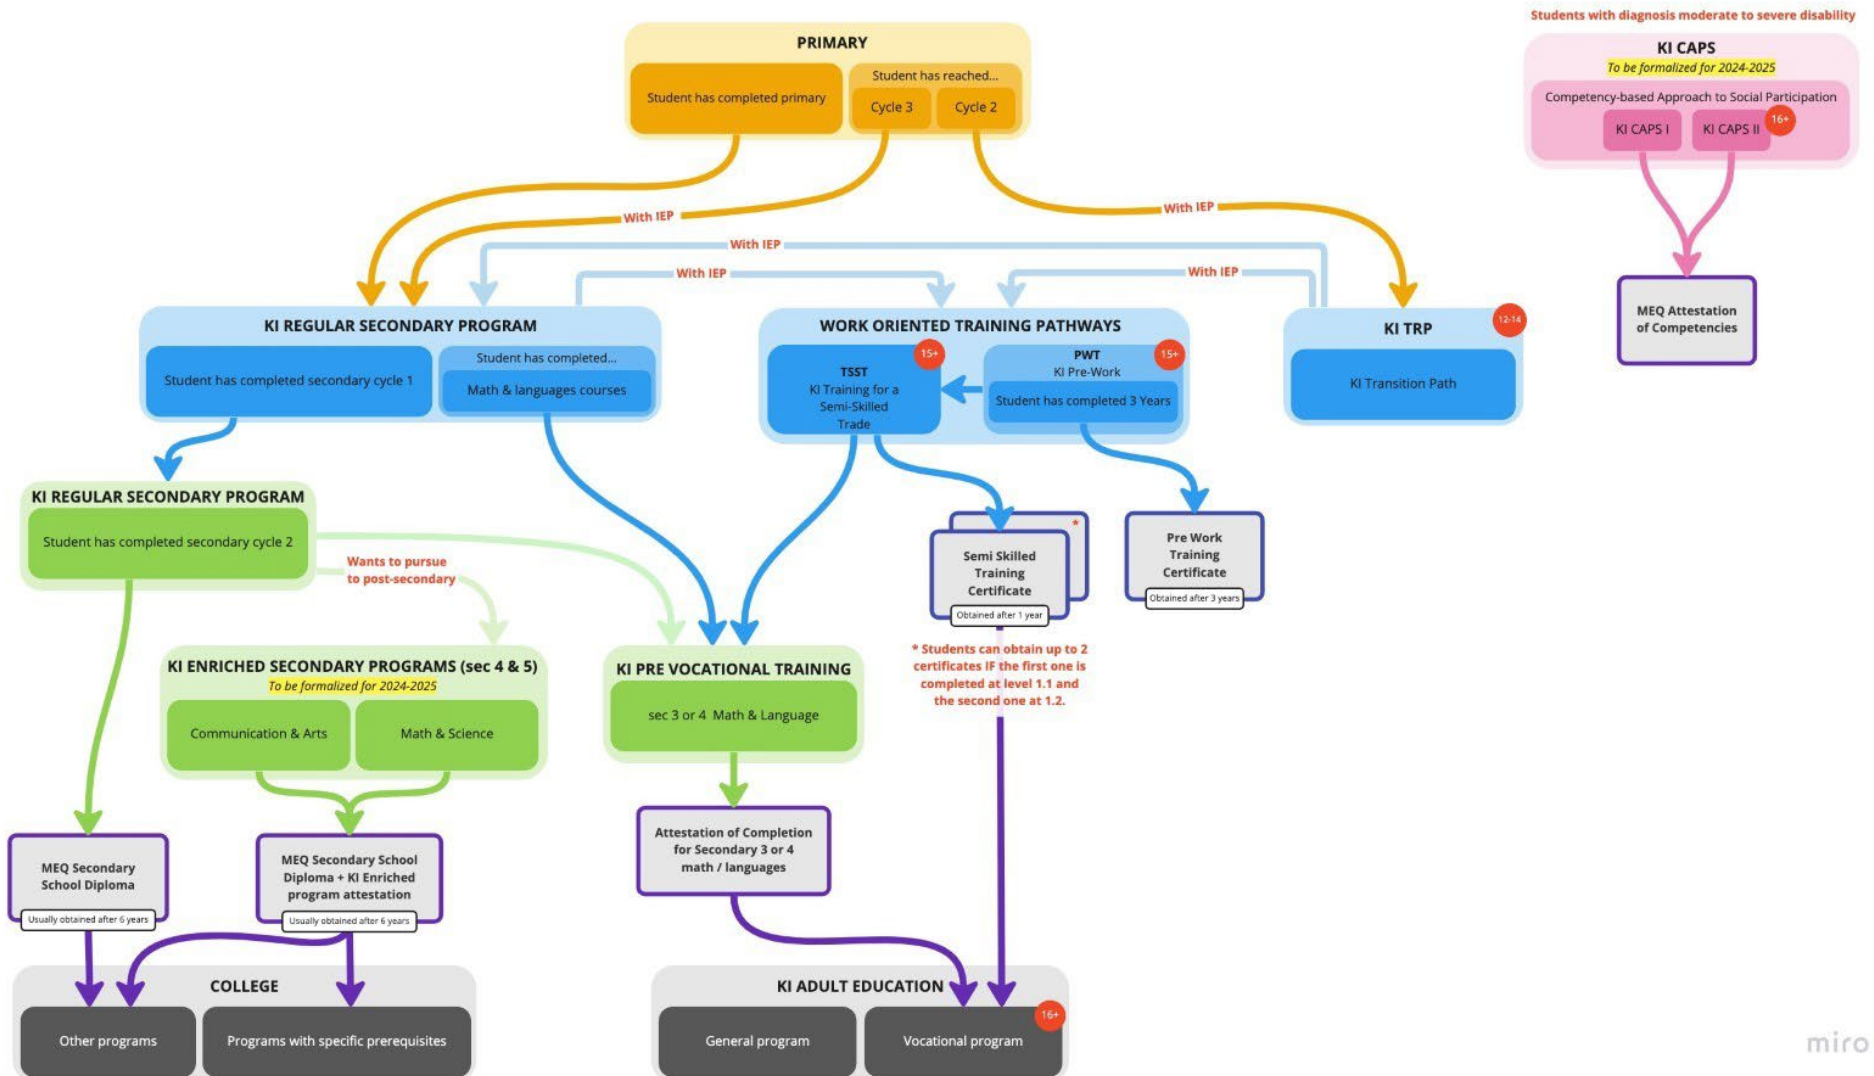 Students with diagnosis moderate to severe disability
PRIMARY
Student has completed primary
Student has reached...
Cycle 3
Cycle 2
KI CAPS
To be formalized for 2024-2025
Competency-based Approach to Social Participation
KI CAPS I
KI CAPS II
16+
With IEP
With IEP
With IEP
With IEP
With IEP
MEQ Attestation
of Competencies
KI REGULAR SECONDARY PROGRAM
Student has completed secondary cycle 1
Student has completed...
Math & languages courses
WORK ORIENTED TRAINING PATHWAYS
15+
TSST
KI Training for a
Semi-Skilled
Trade
15+
PWT
KI Pre-Work
Student has completed 3 Years
KI TRP
12-14
KI Transition Path
KI REGULAR SECONDARY PROGRAM
Student has completed secondary cycle 2
Wants to pursue
to post-secondary
*
Semi Skilled
Training
Certificate
Obtained after 1 year
Pre Work
Training
Certificate
Obtained after 3 years
* Students can obtain up to 2
certificates IF the first one is
completed at level 1.1 and
the second one at 1.2.
KI ENRICHED SECONDARY PROGRAMS (sec 4 & 5)
To be formalized for 2024-2025
Communication & Arts
Math & Science
KI PRE VOCATIONAL TRAINING
sec 3 or 4 Math & Language
MEQ Secondary
School Diploma
Usually obtained after 6 years
MEQ Secondary School
Diploma + KI Enriched
program attestation
Usually obtained after 6 years
Attestation of Completion
for Secondary 3 or 4
math / languages
COLLEGE
Other programs
Programs with specific prerequisites
KI ADULT EDUCATION
General program
Vocational program
16+
miro